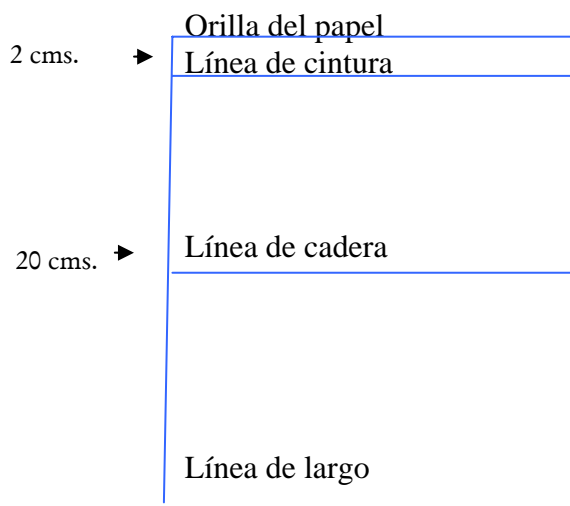 Orilla del papel
2 cms.
Línea de cintura
Línea de cadera
20 cms.
Línea de largo